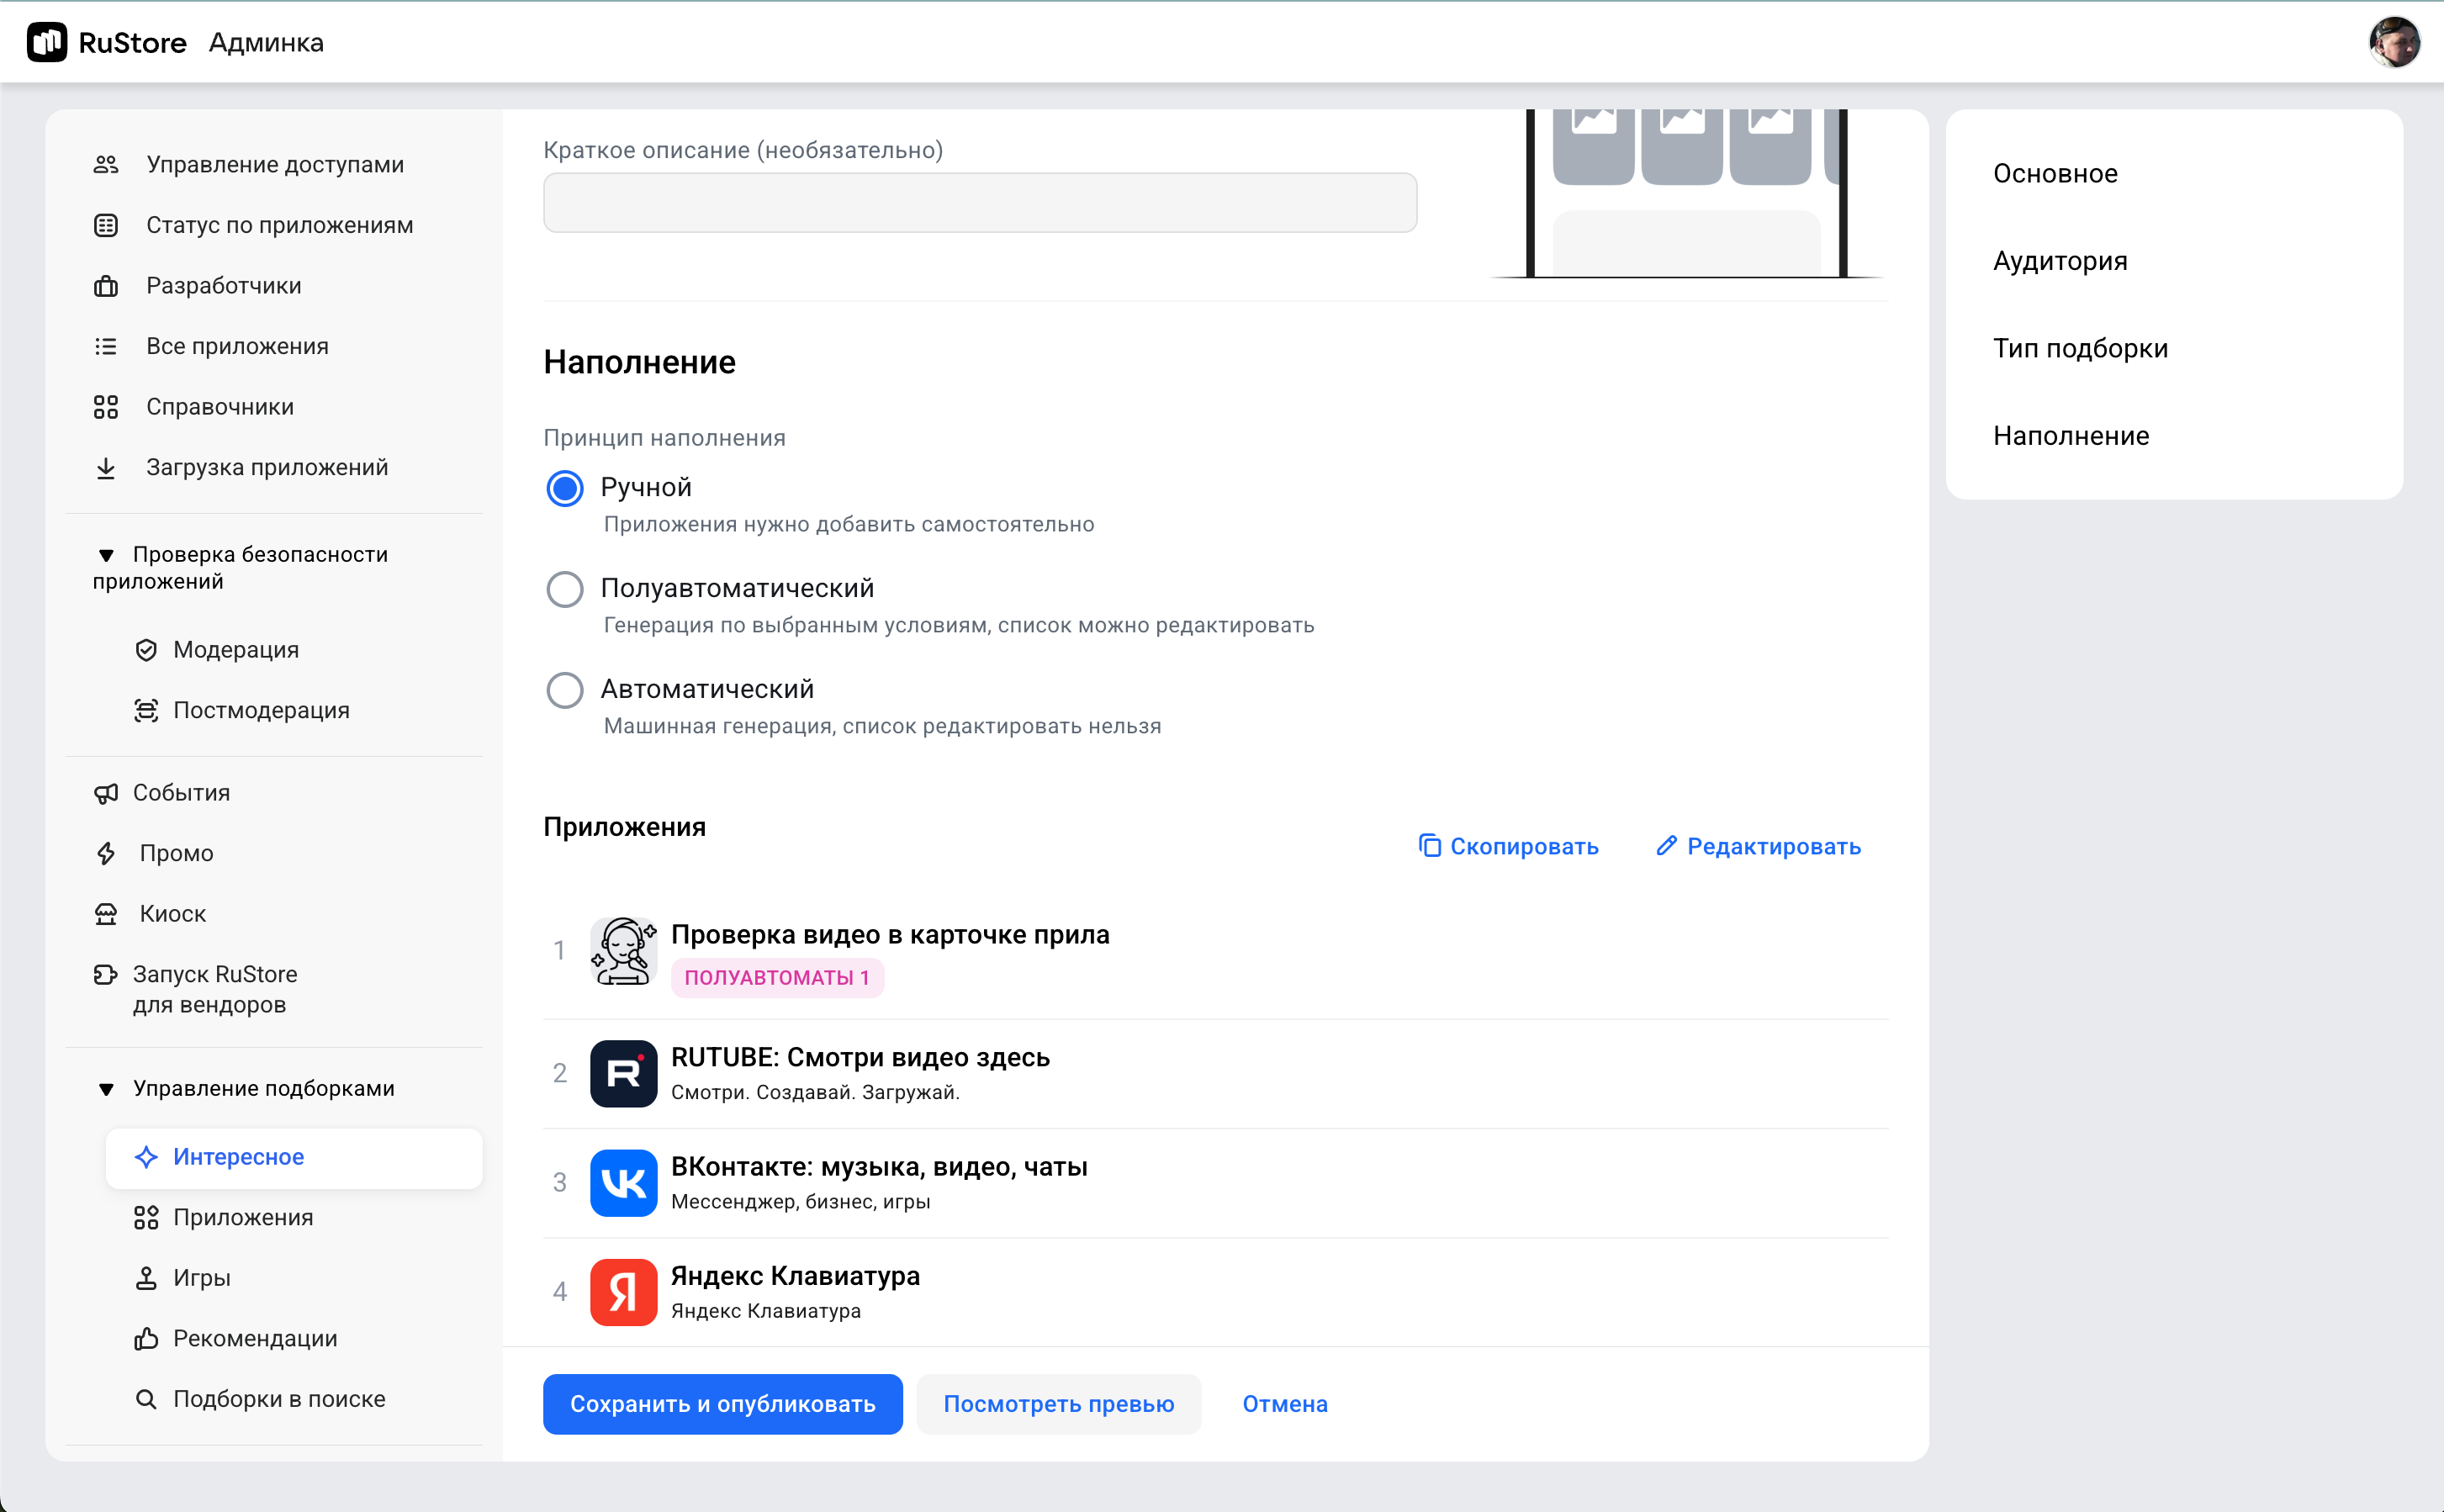 RuStore Админка
Управление доступами
Статус по приложениям
Разработчики
Все приложения
Справочники
Загрузка приложений
Проверка безопасности
приложений
Модерация
Постмодерация
События
Промо
Киоск
Запуск RuStore
для вендоров
Управление подборками
Интересное
Приложения
Игры
Рекомендации
Подборки в поиске
Краткое описание (необязательно)
Наполнение
Принцип наполнения
Ручной
Приложения нужно добавить самостоятельно
Полуавтоматический
Генерация по выбранным условиям, список можно редактировать
Автоматический
Машинная генерация, список редактировать нельзя
Приложения
Скопировать Редактировать
1
Проверка видео в карточке прила
ПОЛУАВТОМАТЫ 1
2
R
RUTUBE: Смотри видео здесь
Смотри. Создавай. Загружай.
3
VK
ВКонтакте: музыка, видео, чаты
Мессенджер, бизнес, игры
4
Я
Яндекс Клавиатура
Яндекс Клавиатура
Сохранить и опубликовать Посмотреть превью Отмена
Основное
Аудитория
Тип подборки
Наполнение